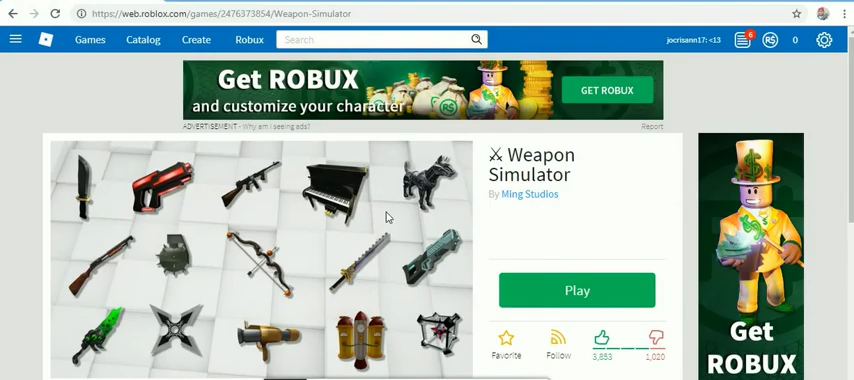 https://web.roblox.com/games/2476373854/Weapon-Simulator
Games Catalog Create Robux Search jocrisann17: <13 6 0
Get ROBUX
and customize your character
GET ROBUX
ADVERTISEMENT - Why am I seeing ads? Report
Weapon
Simulator
By Ming Studios
Play
Favorite Follow 3,853 1,020
Get
ROBUX